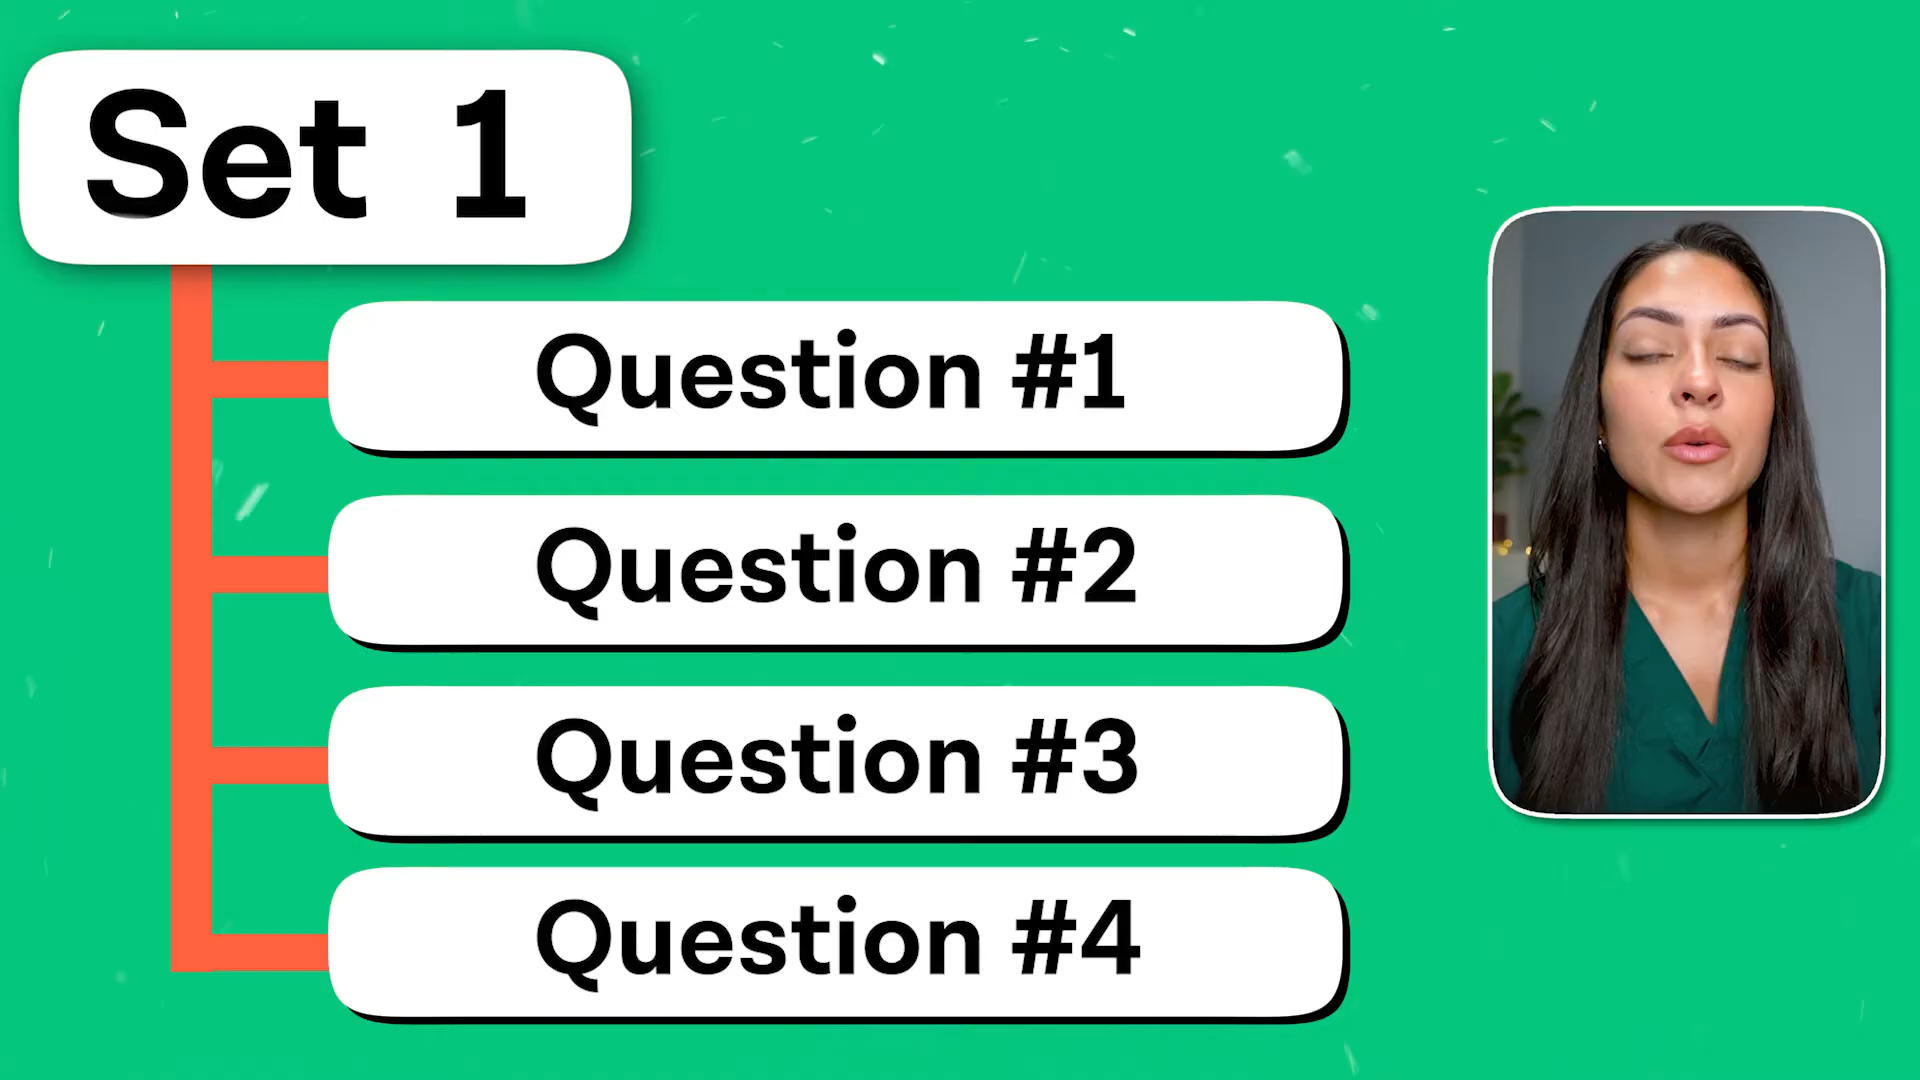 Set 1
Question #1
Question #2
Question #3
Question #4